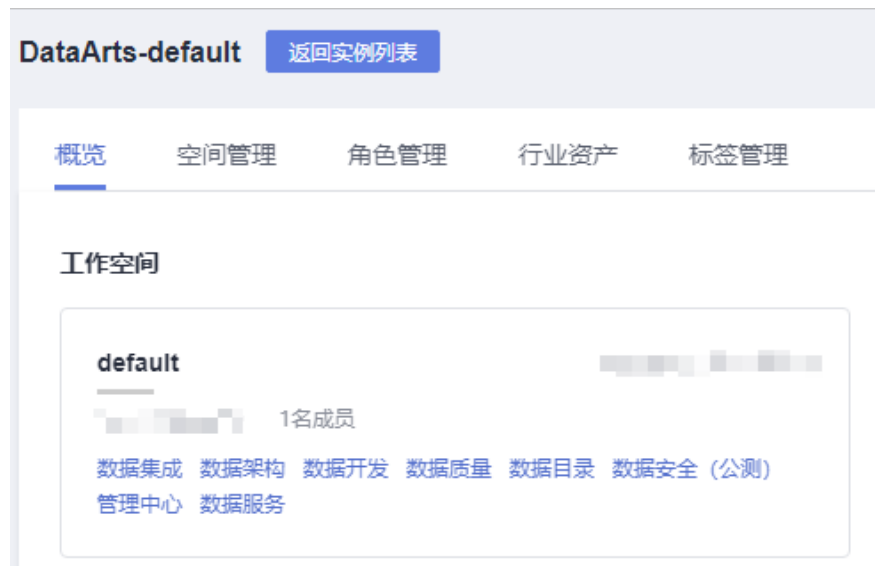 DataArts-default 返回实例列表
概览 空间管理 角色管理 行业资产 标签管理
工作空间
default
1名成员
数据集成 数据架构 数据开发 数据质量 数据目录 数据安全（公测）
管理中心 数据服务